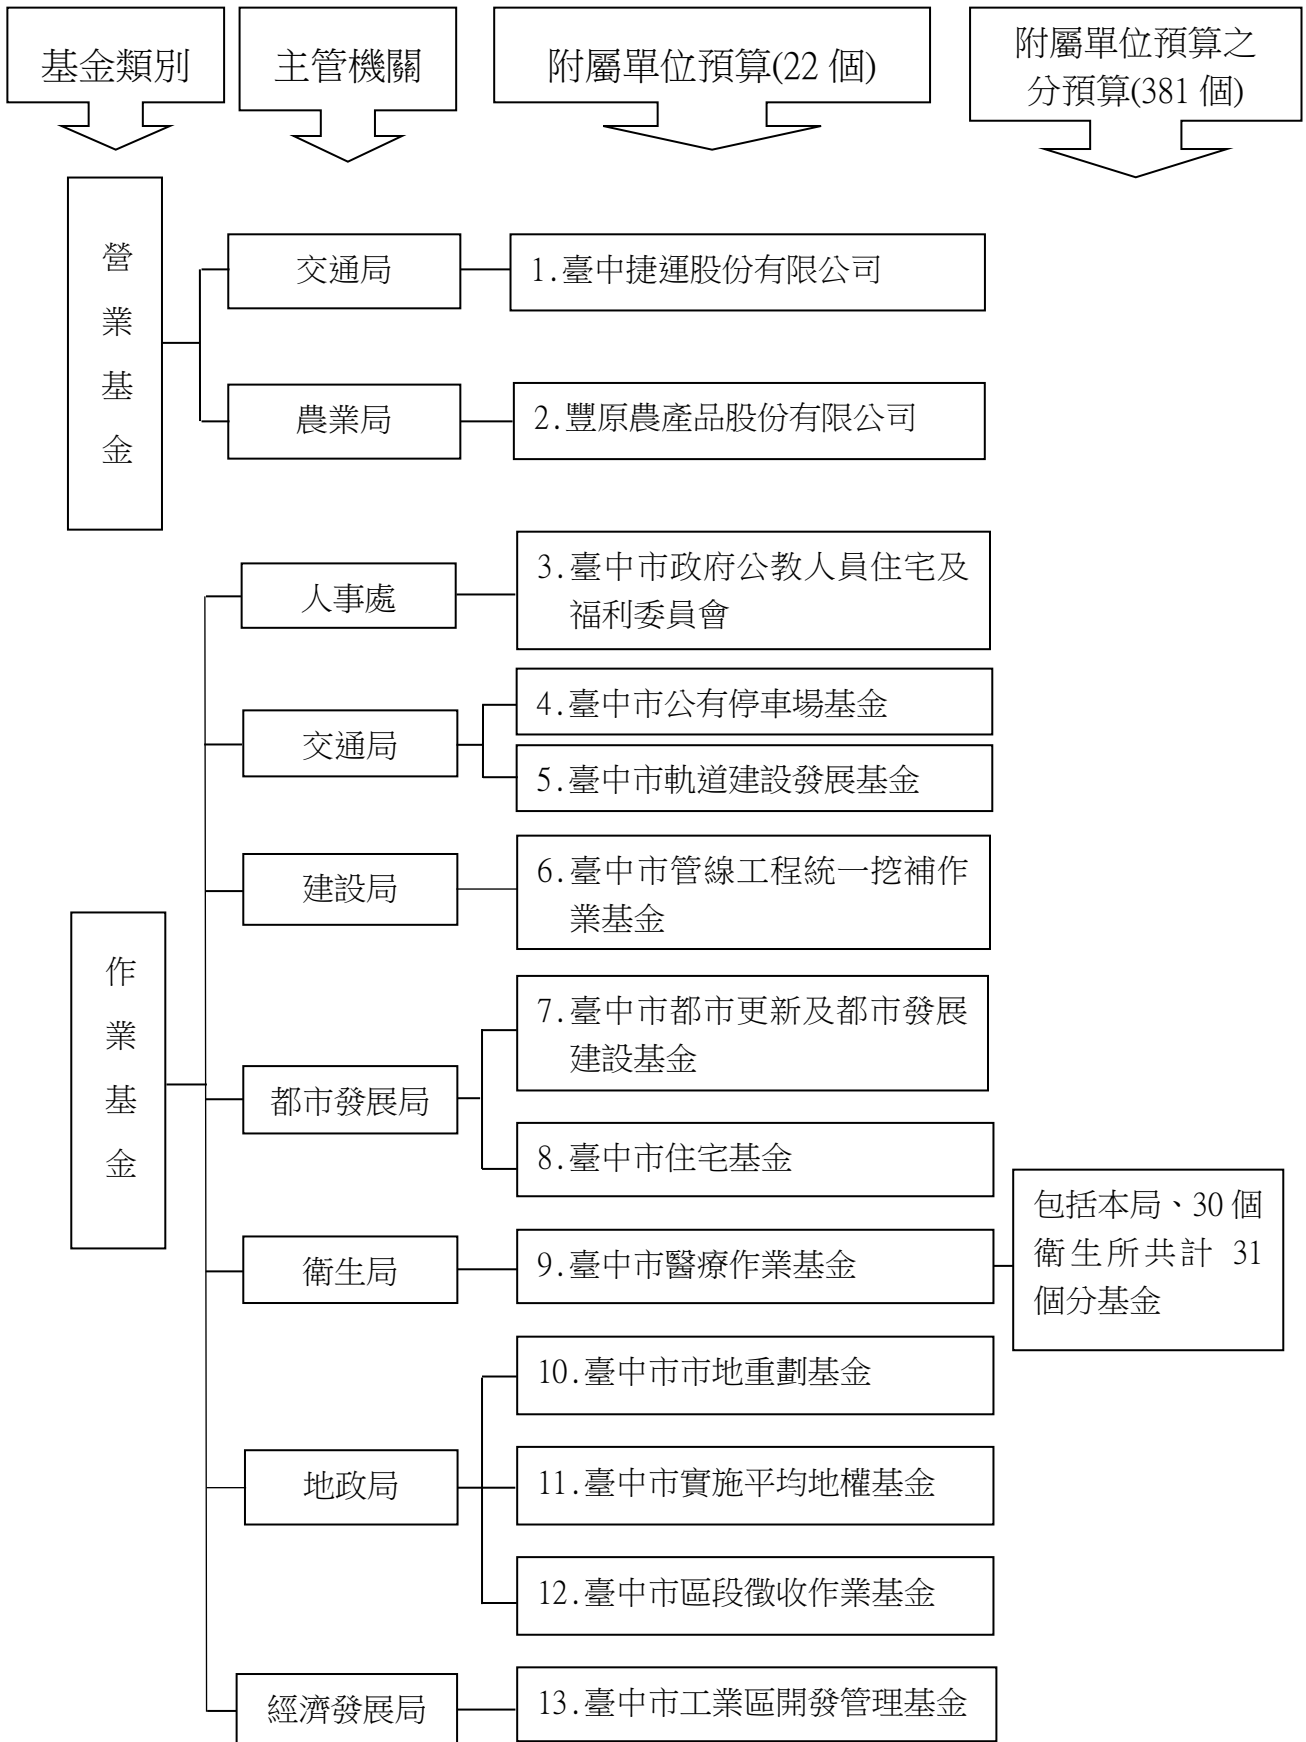 基金類別
主管機關
附屬單位預算(22 個)
附屬單位預算之
分預算(381 個)
營
業
基
金
交通局
1.臺中捷運股份有限公司
農業局
2.豐原農產品股份有限公司
作
業
基
金
人事處
3.臺中市政府公教人員住宅及
福利委員會
交通局
4.臺中市公有停車場基金
5.臺中市軌道建設發展基金
建設局
6.臺中市管線工程統一挖補作
業基金
都市發展局
7.臺中市都市更新及都市發展
建設基金
8.臺中市住宅基金
衛生局
9.臺中市醫療作業基金
包括本局、30 個
衛生所共計 31
個分基金
地政局
10.臺中市市地重劃基金
11.臺中市實施平均地權基金
12.臺中市區段徵收作業基金
經濟發展局
13.臺中市工業區開發管理基金